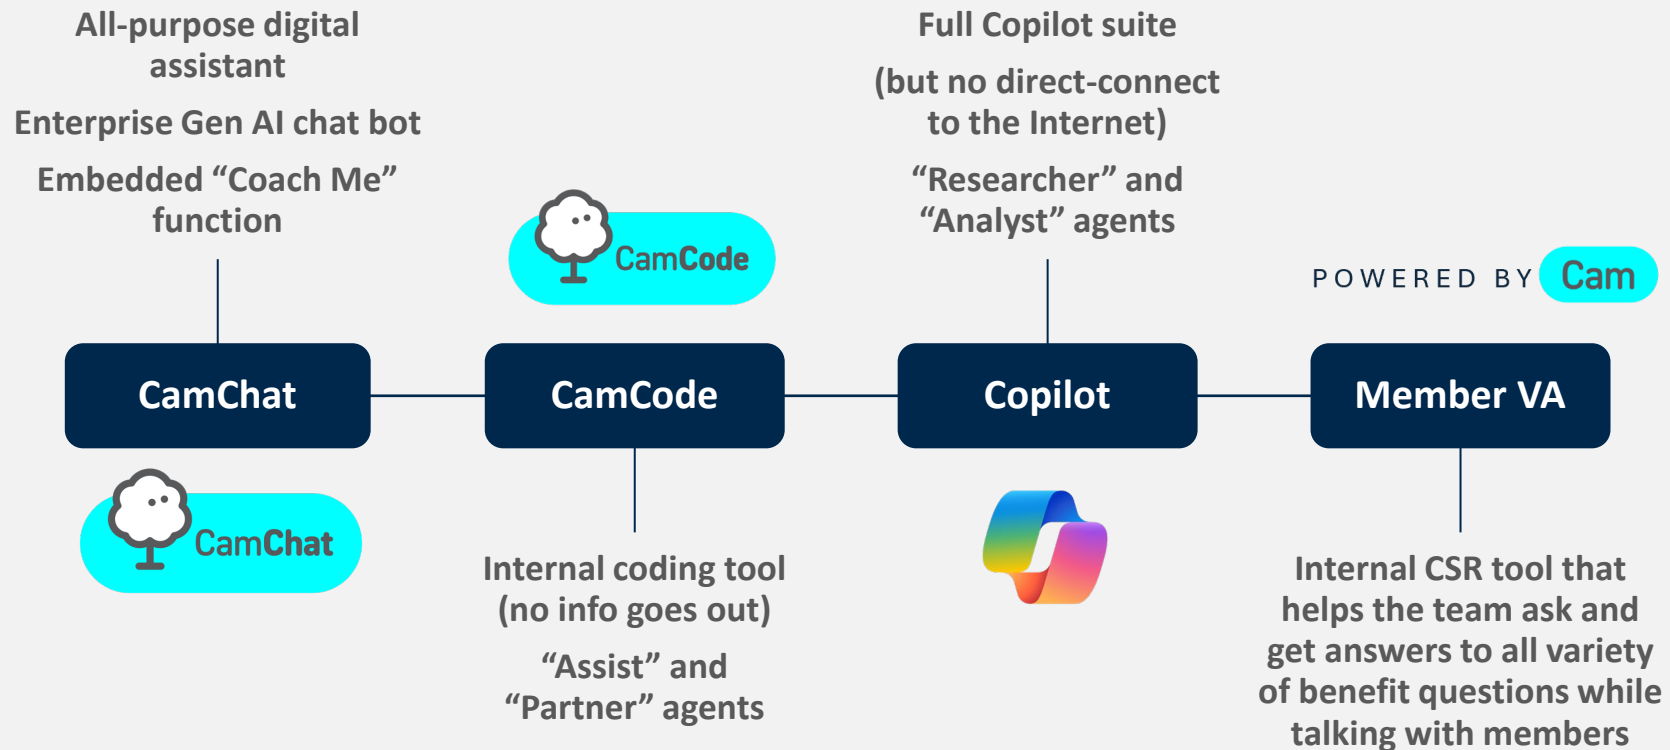 All-purpose digital
assistant
Enterprise Gen AI chat bot
Embedded “Coach Me”
function
CamChat
CamChat
CamCode
CamCode
Internal coding tool
(no info goes out)
“Assist” and
“Partner” agents
Full Copilot suite
(but no direct-connect
to the Internet)
“Researcher” and
“Analyst” agents
Copilot
POWERED BY Cam
Member VA
Internal CSR tool that
helps the team ask and
get answers to all variety
of benefit questions while
talking with members